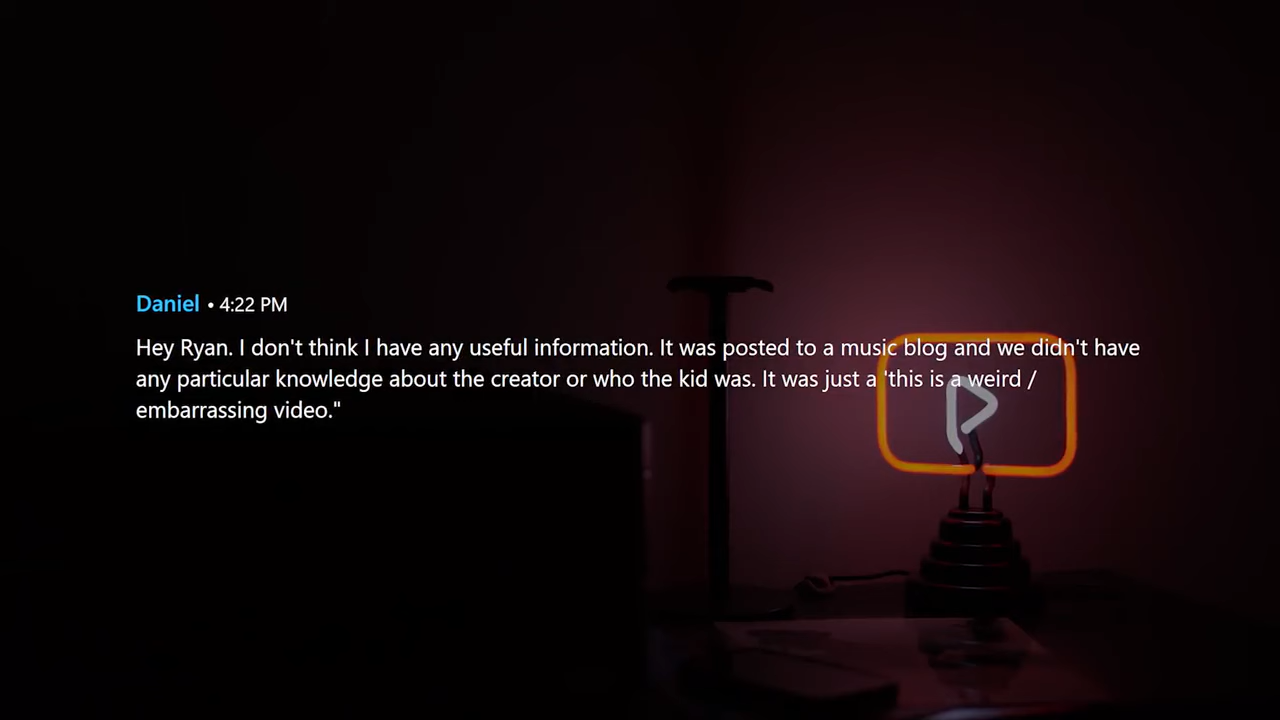 Daniel • 4:22 PM
Hey Ryan. I don't think I have any useful information. It was posted to a music blog and we didn't have
any particular knowledge about the creator or who the kid was. It was just a 'this is a weird /
embarrassing video."